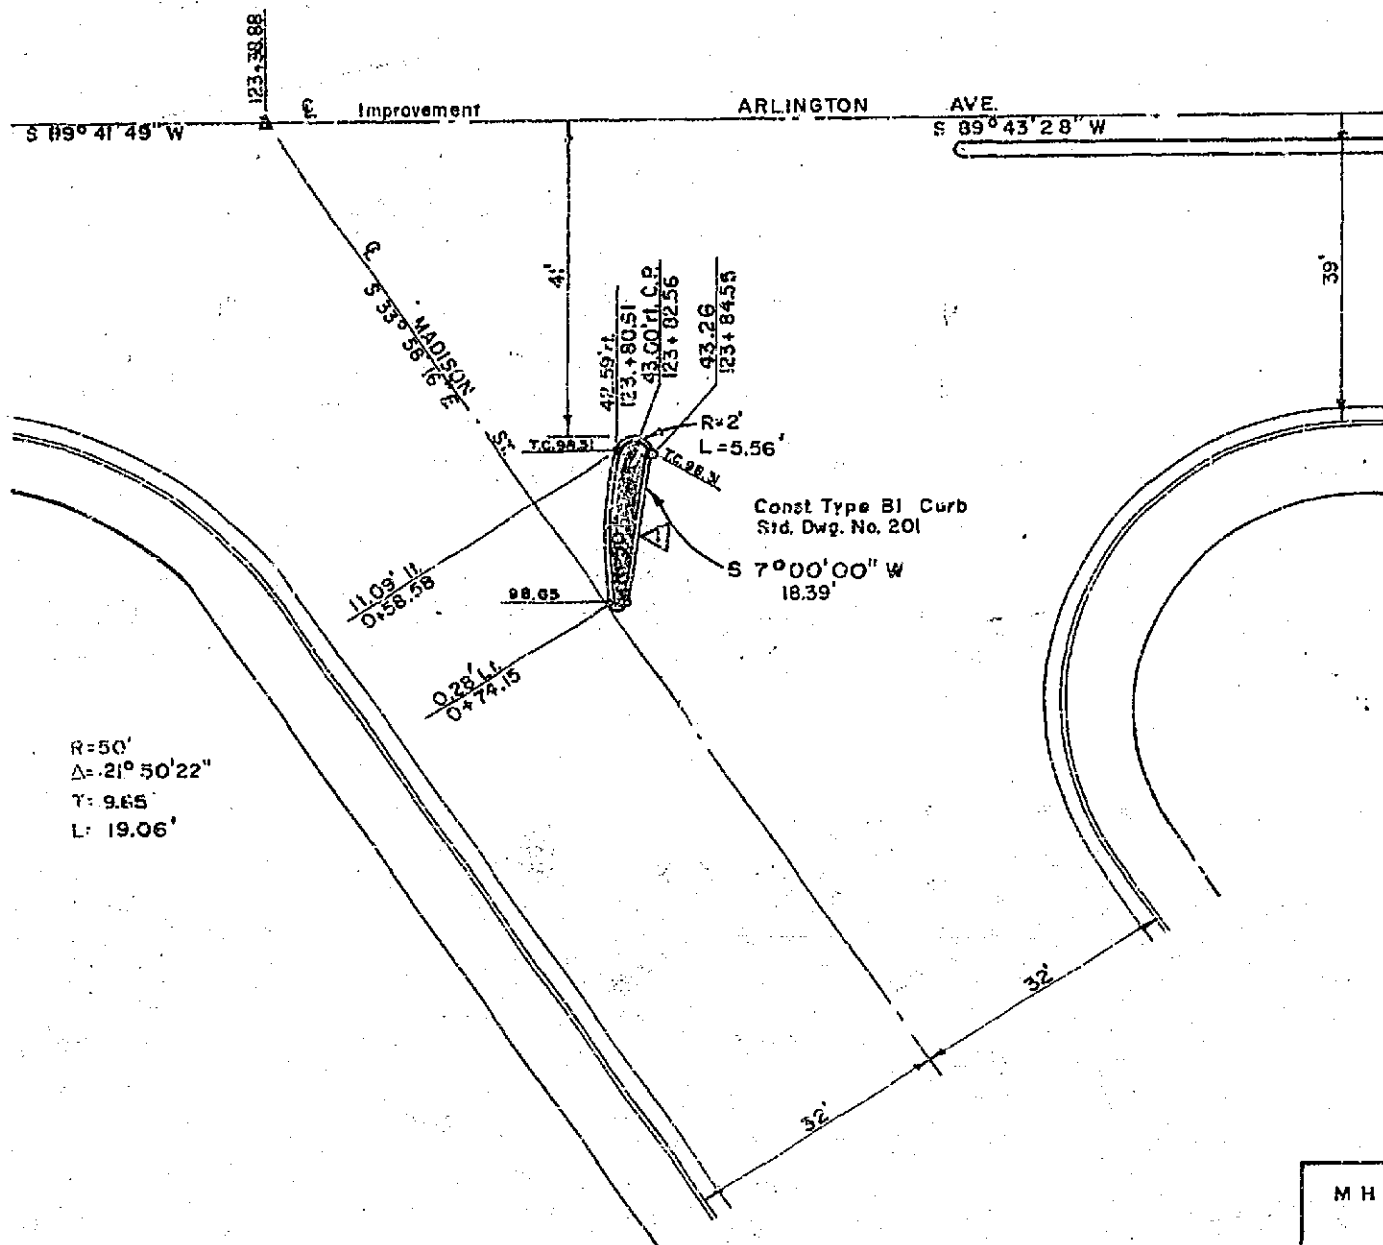 123+38.88
℄ Improvement
ARLINGTON AVE.
S 89° 41' 49" W
S 89° 43' 28" W
41'
39'
℄ MADISON ST.
S 33° 58' 16" E
42.59' rt.
123+80.51
43.00' rt. C.P.
123+82.56
43.26
123+84.55
R=2'
L=5.56'
T.C. 98.31
T.C. 98.31
Const Type B1 Curb
Std. Dwg. No. 201
1
S 7°00'00" W
18.39'
11.09' lt.
0+58.58
98.65
0.28' Lt.
0+74.15
R=50'
Δ=21° 50' 22"
T= 9.65
L= 19.06'
32'
32'
M H